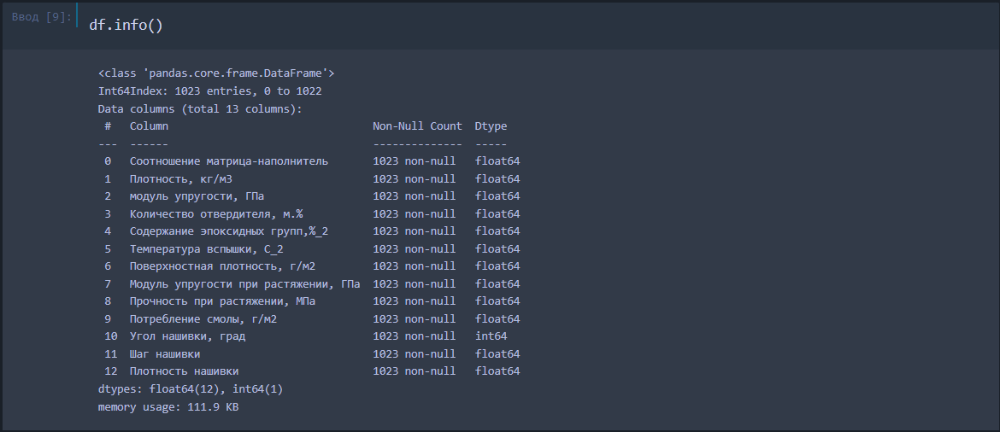 Ввод [9]:
df.info()
<class 'pandas.core.frame.DataFrame'>
Int64Index: 1023 entries, 0 to 1022
Data columns (total 13 columns):
 #   Column                                Non-Null Count  Dtype
---  ------                                --------------  -----
 0   Соотношение матрица-наполнитель       1023 non-null   float64
 1   Плотность, кг/м3                      1023 non-null   float64
 2   модуль упругости, ГПа                 1023 non-null   float64
 3   Количество отвердителя, м.%           1023 non-null   float64
 4   Содержание эпоксидных групп,%_2       1023 non-null   float64
 5   Температура вспышки, С_2              1023 non-null   float64
 6   Поверхностная плотность, г/м2         1023 non-null   float64
 7   Модуль упругости при растяжении, ГПа  1023 non-null   float64
 8   Прочность при растяжении, МПа         1023 non-null   float64
 9   Потребление смолы, г/м2               1023 non-null   float64
 10  Угол нашивки, град                    1023 non-null   int64
 11  Шаг нашивки                           1023 non-null   float64
 12  Плотность нашивки                     1023 non-null   float64
dtypes: float64(12), int64(1)
memory usage: 111.9 KB